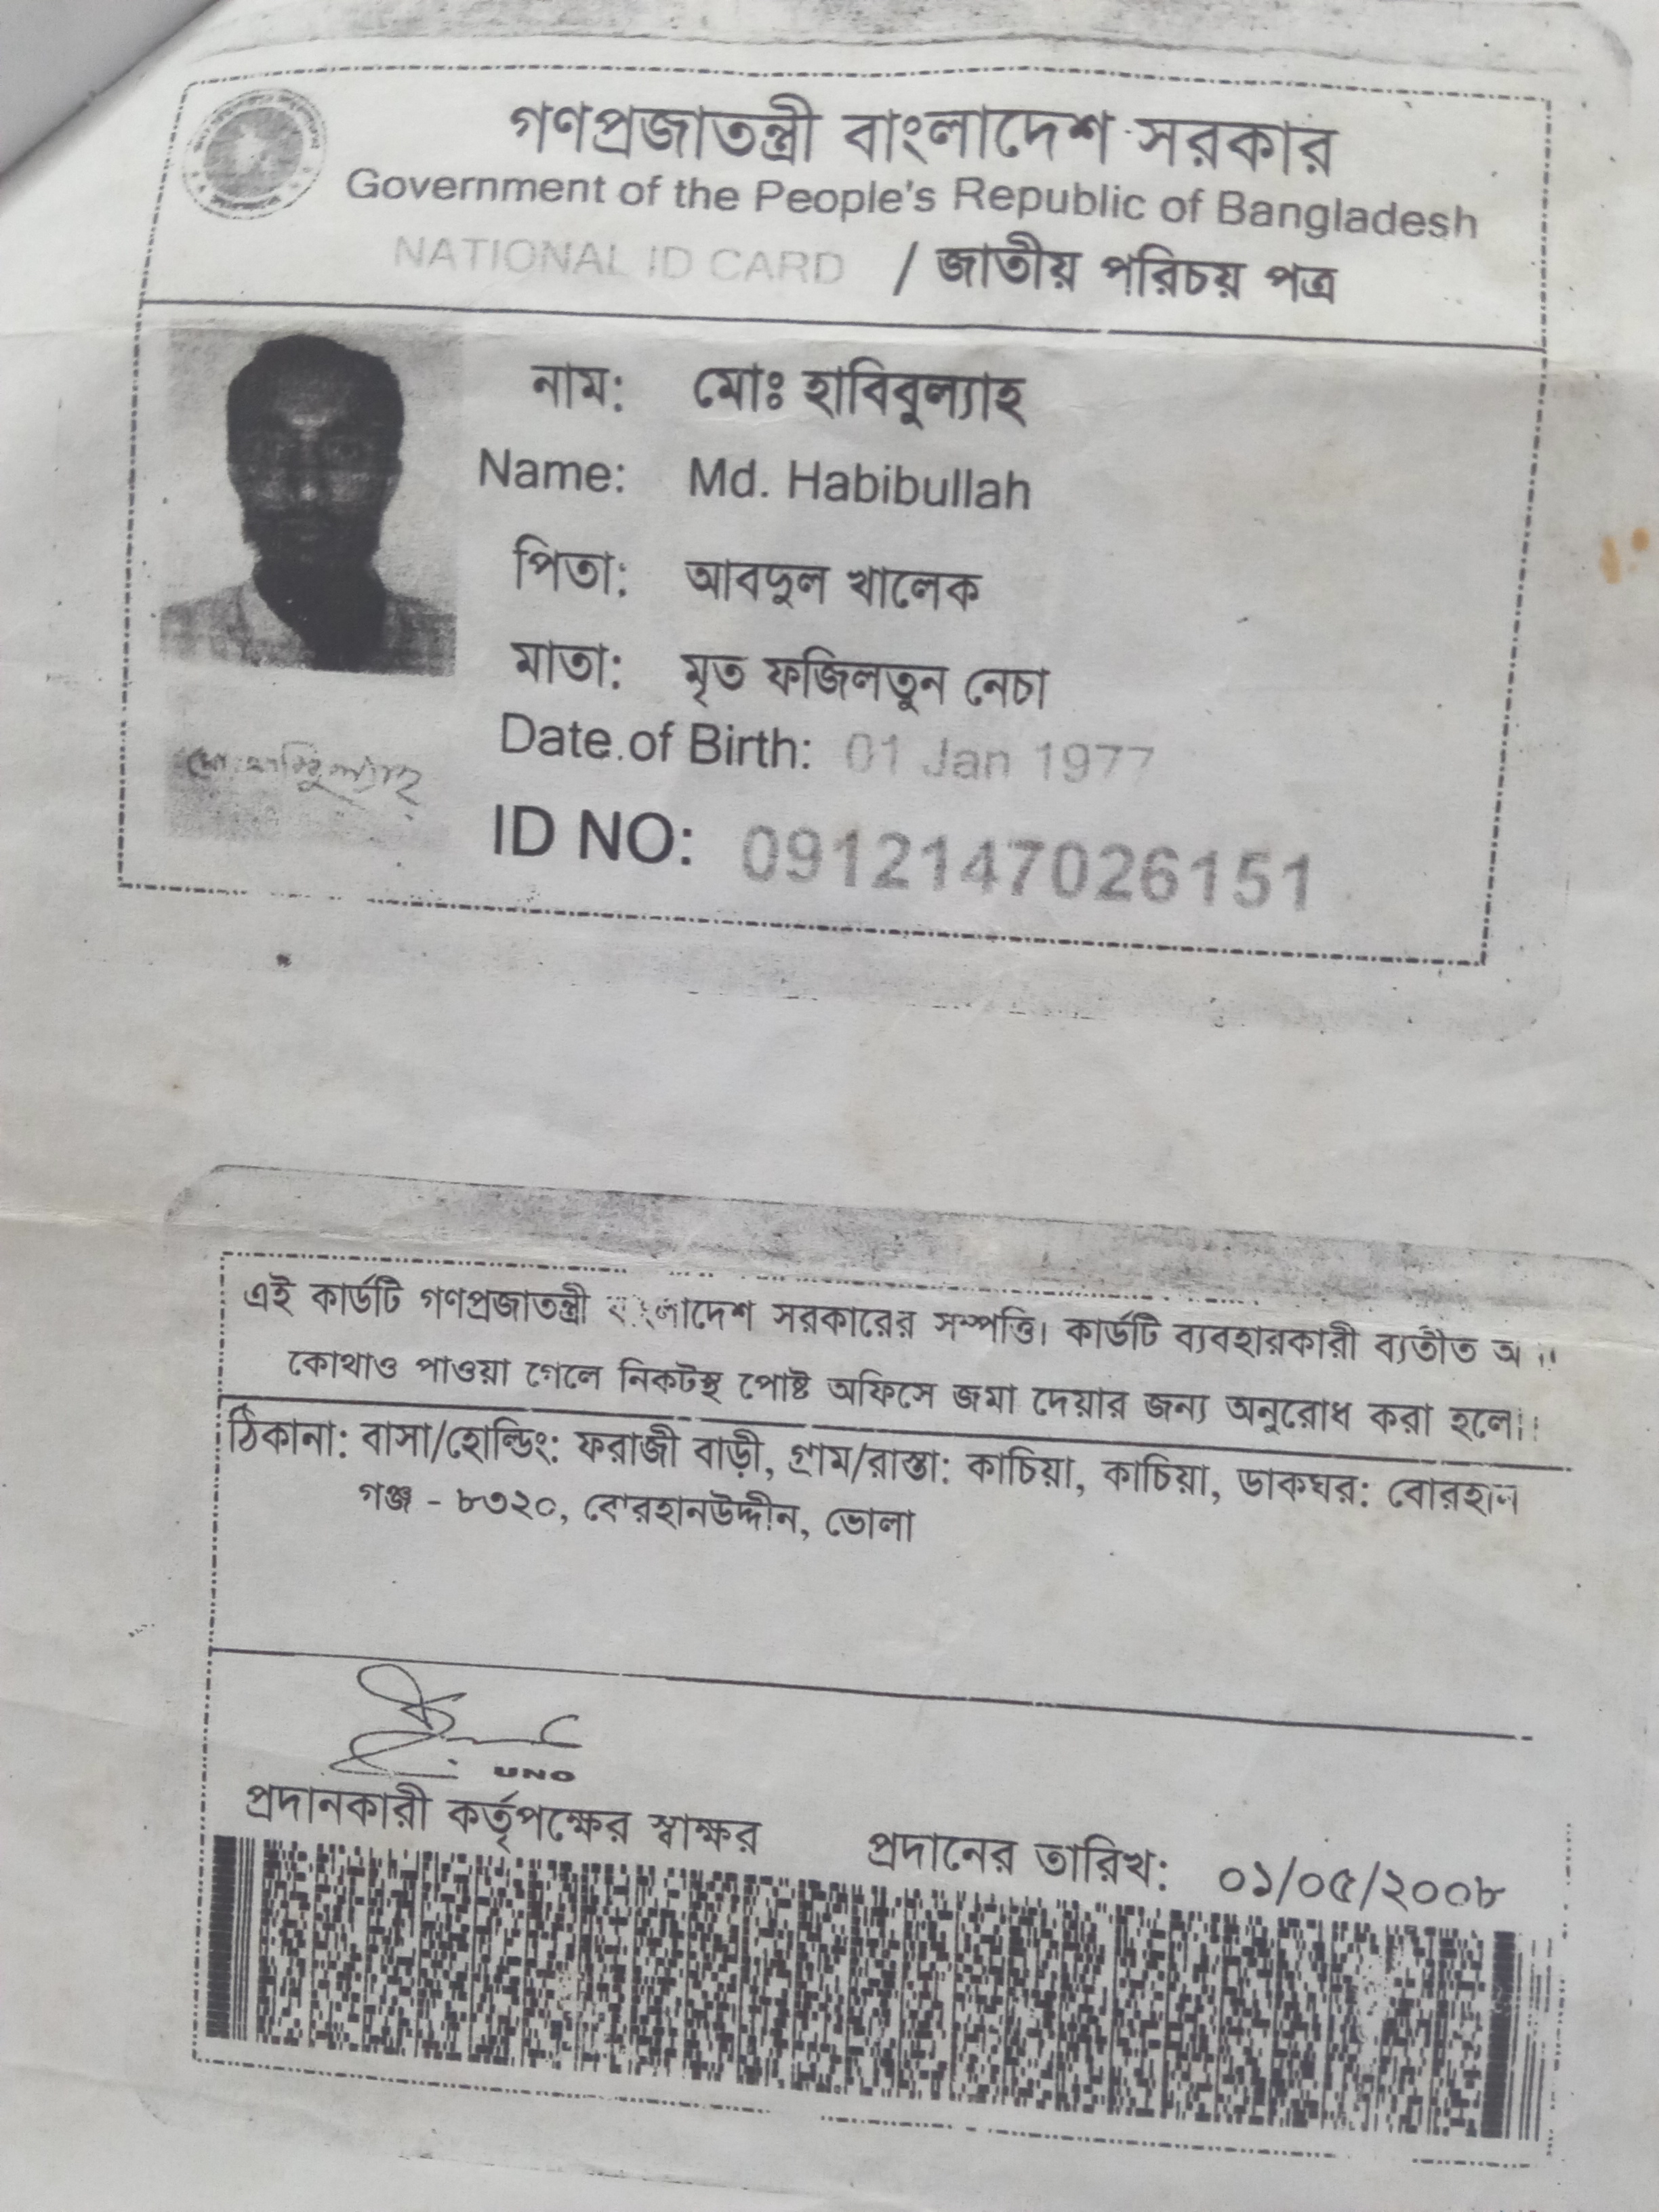 গণপ্রজাতন্ত্রী বাংলাদেশ সরকার
Government of the People's Republic of Bangladesh
NATIONAL ID CARD / জাতীয় পরিচয় পত্র
নাম: মোঃ হাবিবুল্যাহ
Name: Md. Habibullah
পিতা: আবদুল খালেক
মাতা: মৃত ফজিলতুন নেচা
Date of Birth: 01 Jan 1977
মোঃ হাবিবুল্যাহ
ID NO: 0912147026151
এই কার্ডটি গণপ্রজাতন্ত্রী বাংলাদেশ সরকারের সম্পত্তি। কার্ডটি ব্যবহারকারী ব্যতীত
কোথাও পাওয়া গেলে নিকটস্থ পোষ্ট অফিসে জমা দেয়ার জন্য অনুরোধ করা হলো।
ঠিকানা: বাসা/হোল্ডিং: ফরাজী বাড়ী, গ্রাম/রাস্তা: কাচিয়া, কাচিয়া, ডাকঘর: বোরহান
গঞ্জ - ৮৩২০, বোরহানউদ্দীন, ভোলা
UNO
প্রদানকারী কর্তৃপক্ষের স্বাক্ষর প্রদানের তারিখ: ০১/০৫/২০০৮